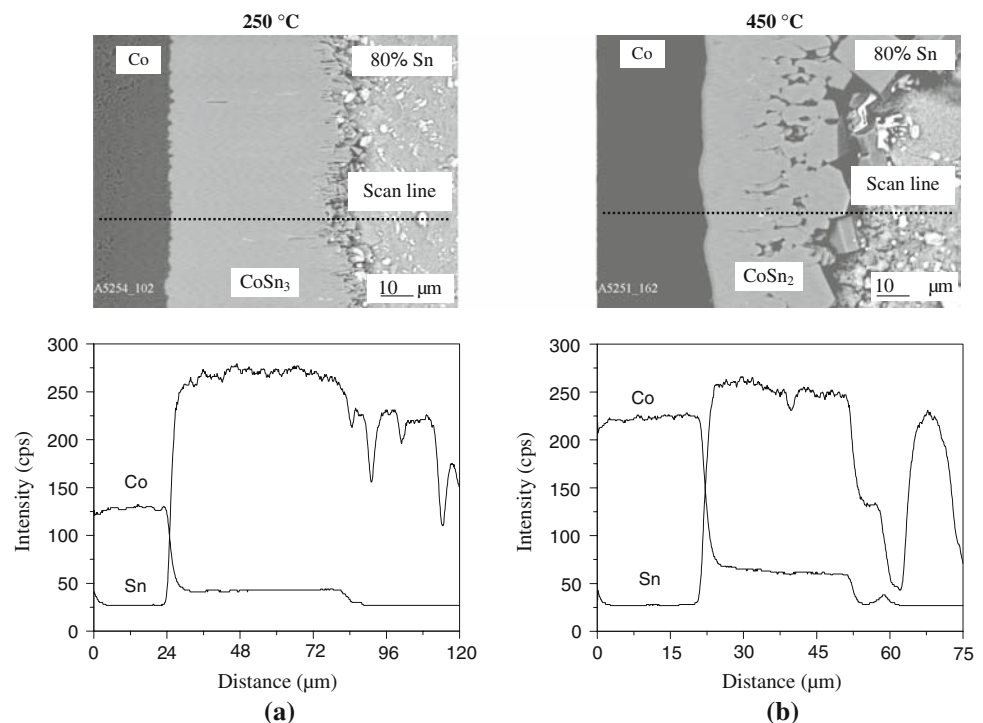 250 °C
450 °C
Co
80% Sn
Scan line
CoSn3
A5254_102
10 µm
Co
80% Sn
Scan line
CoSn2
A5251_162
10 µm
300
250
200
150
100
50
0
Intensity (cps)
Co
Sn
0 24 48 72 96 120
Distance (µm)
(a)
300
250
200
150
100
50
0
Intensity (cps)
Co
Sn
0 15 30 45 60 75
Distance (µm)
(b)